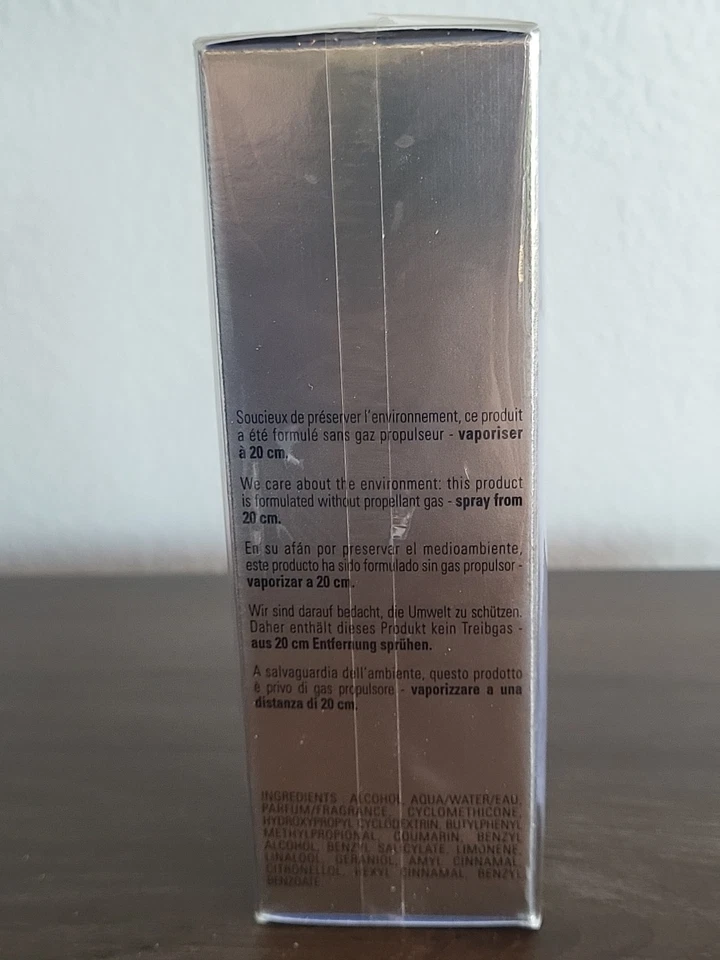 Soucieux de préserver l'environnement, ce produit
a été formulé sans gaz propulseur - vaporiser
à 20 cm.
We care about the environment: this product
is formulated without propellant gas - spray from
20 cm.
En su afán por preservar el medioambiente,
este producto ha sido formulado sin gas propulsor -
vaporizar a 20 cm.
Wir sind darauf bedacht, die Umwelt zu schützen.
Daher enthält dieses Produkt kein Treibgas -
aus 20 cm Entfernung sprühen.
A salvaguardia dell'ambiente, questo prodotto
è privo di gas propulsore - vaporizzare a una
distanza di 20 cm.
INGREDIENTS : ALCOHOL, AQUA/WATER/EAU,
PARFUM/FRAGRANCE, CYCLOMETHICONE,
HYDROXYPROPYL CYCLODEXTRIN, BUTYLPHENYL
METHYLPROPIONAL, COUMARIN, BENZYL
ALCOHOL, BENZYL SALICYLATE, LIMONENE,
LINALOOL, GERANIOL, AMYL CINNAMAL,
CITRONELLOL, HEXYL CINNAMAL, BENZYL
BENZOATE